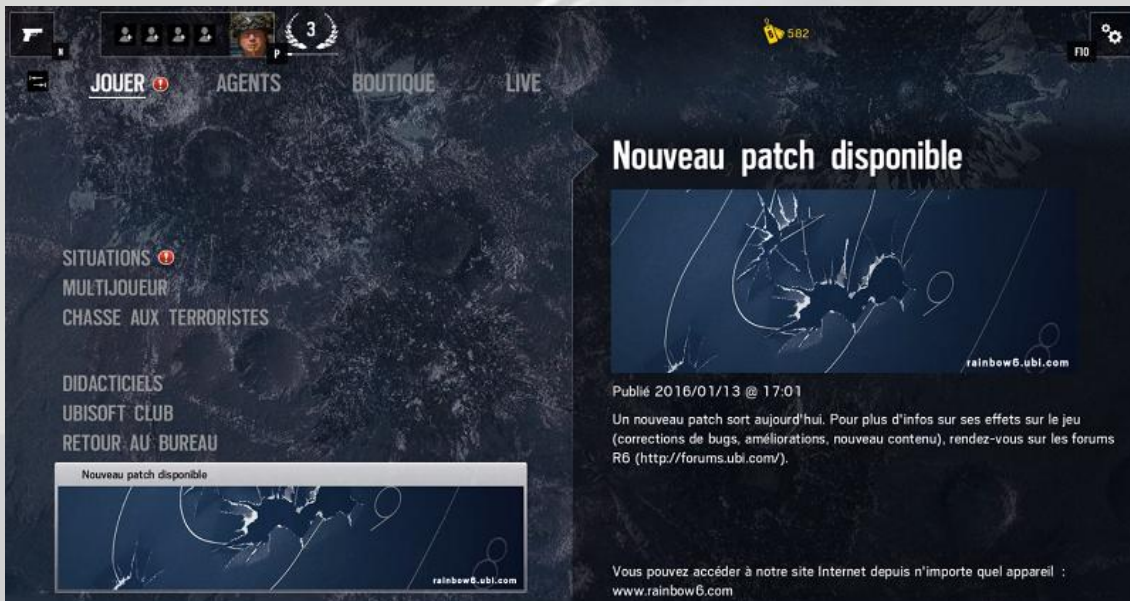 3
582
N
P
F10
JOUER AGENTS BOUTIQUE LIVE
Nouveau patch disponible
SITUATIONS
MULTIJOUEUR
CHASSE AUX TERRORISTES
DIDACTICIELS
UBISOFT CLUB
RETOUR AU BUREAU
Nouveau patch disponible
9
8
rainbow6.ubi.com
9
8
rainbow6.ubi.com
Publié 2016/01/13 @ 17:01
Un nouveau patch sort aujourd'hui. Pour plus d'infos sur ses effets sur le jeu
(corrections de bugs, améliorations, nouveau contenu), rendez-vous sur les forums
R6 (http://forums.ubi.com/).
Vous pouvez accéder à notre site Internet depuis n'importe quel appareil :
www.rainbow6.com